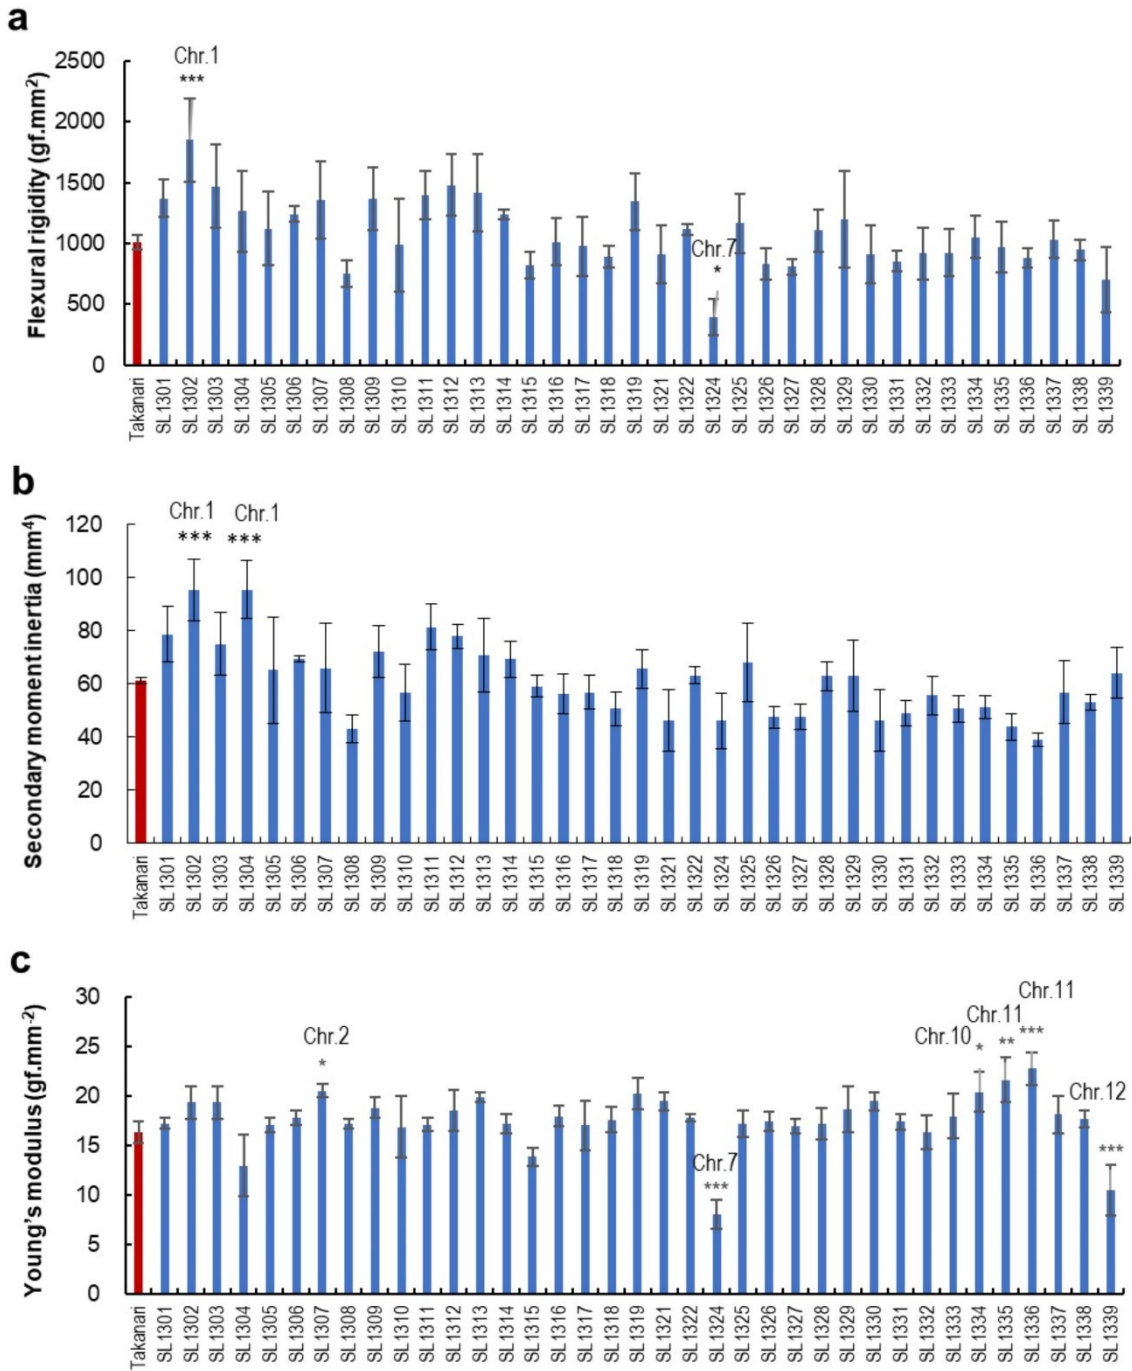 a
Chr.1
***
2500
2000
1500
1000
500
0
Flexural rigidity (gf.mm²)
Chr.7
*
Takanari SL1301 SL1302 SL1303 SL1304 SL1305 SL1306 SL1307 SL1308 SL1309 SL1310 SL1311 SL1312 SL1313 SL1314 SL1315 SL1316 SL1317 SL1318 SL1319 SL1321 SL1322 SL1324 SL1325 SL1326 SL1327 SL1328 SL1329 SL1330 SL1331 SL1332 SL1333 SL1334 SL1335 SL1336 SL1337 SL1338 SL1339
b
Chr.1 Chr.1
*** ***
120
100
80
60
40
20
0
Secondary moment inertia (mm⁴)
Takanari SL1301 SL1302 SL1303 SL1304 SL1305 SL1306 SL1307 SL1308 SL1309 SL1310 SL1311 SL1312 SL1313 SL1314 SL1315 SL1316 SL1317 SL1318 SL1319 SL1321 SL1322 SL1324 SL1325 SL1326 SL1327 SL1328 SL1329 SL1330 SL1331 SL1332 SL1333 SL1334 SL1335 SL1336 SL1337 SL1338 SL1339
c
30
25
20
15
10
5
0
Young's modulus (gf.mm⁻²)
Chr.2
*
Chr.7
***
Chr.10
*
Chr.11
**
Chr.11
***
Chr.12
***
Takanari SL1301 SL1302 SL1303 SL1304 SL1305 SL1306 SL1307 SL1308 SL1309 SL1310 SL1311 SL1312 SL1313 SL1314 SL1315 SL1316 SL1317 SL1318 SL1319 SL1321 SL1322 SL1324 SL1325 SL1326 SL1327 SL1328 SL1329 SL1330 SL1331 SL1332 SL1333 SL1334 SL1335 SL1336 SL1337 SL1338 SL1339